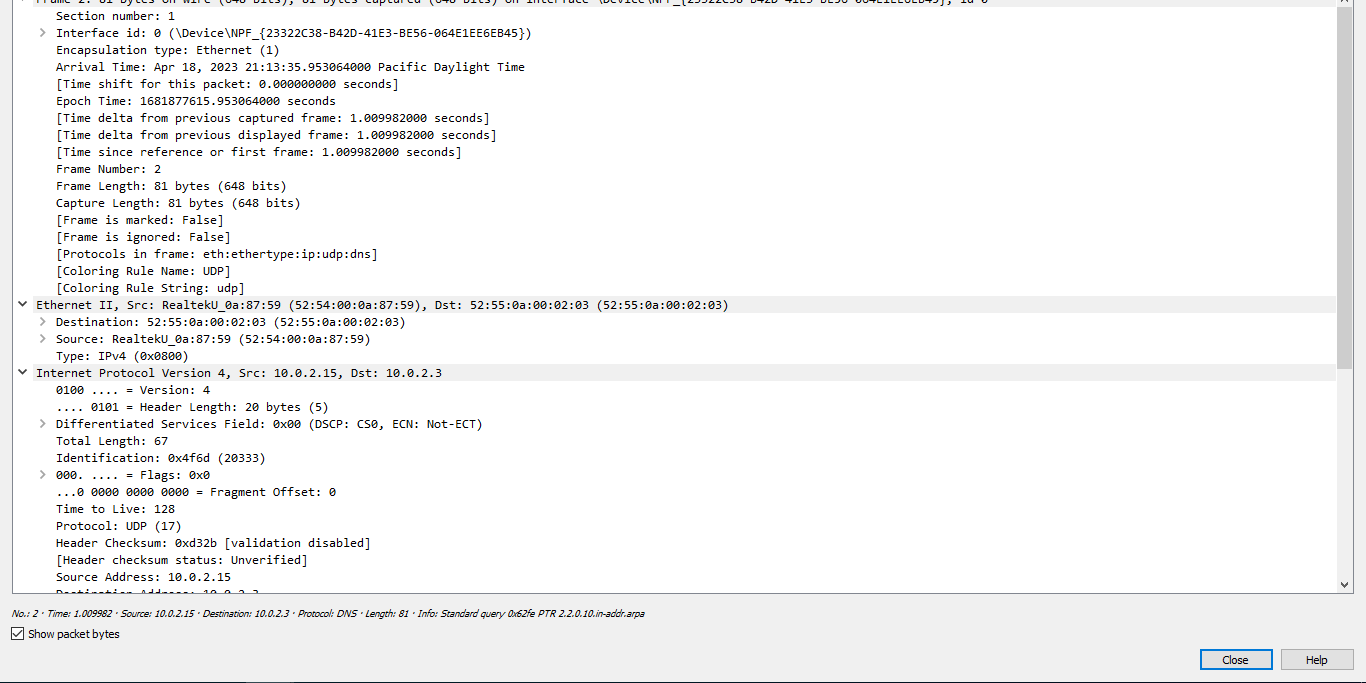 Frame 2: 81 bytes on wire (648 bits), 81 bytes captured (648 bits) on interface \Device\NPF_{23322C38-B42D-41E3-BE56-064E1EE6EB45}, id 0
Section number: 1
Interface id: 0 (\Device\NPF_{23322C38-B42D-41E3-BE56-064E1EE6EB45})
Encapsulation type: Ethernet (1)
Arrival Time: Apr 18, 2023 21:13:35.953064000 Pacific Daylight Time
[Time shift for this packet: 0.000000000 seconds]
Epoch Time: 1681877615.953064000 seconds
[Time delta from previous captured frame: 1.009982000 seconds]
[Time delta from previous displayed frame: 1.009982000 seconds]
[Time since reference or first frame: 1.009982000 seconds]
Frame Number: 2
Frame Length: 81 bytes (648 bits)
Capture Length: 81 bytes (648 bits)
[Frame is marked: False]
[Frame is ignored: False]
[Protocols in frame: eth:ethertype:ip:udp:dns]
[Coloring Rule Name: UDP]
[Coloring Rule String: udp]
Ethernet II, Src: RealtekU_0a:87:59 (52:54:00:0a:87:59), Dst: 52:55:0a:00:02:03 (52:55:0a:00:02:03)
Destination: 52:55:0a:00:02:03 (52:55:0a:00:02:03)
Source: RealtekU_0a:87:59 (52:54:00:0a:87:59)
Type: IPv4 (0x0800)
Internet Protocol Version 4, Src: 10.0.2.15, Dst: 10.0.2.3
0100 .... = Version: 4
.... 0101 = Header Length: 20 bytes (5)
Differentiated Services Field: 0x00 (DSCP: CS0, ECN: Not-ECT)
Total Length: 67
Identification: 0x4f6d (20333)
000. .... = Flags: 0x0
...0 0000 0000 0000 = Fragment Offset: 0
Time to Live: 128
Protocol: UDP (17)
Header Checksum: 0xd32b [validation disabled]
[Header checksum status: Unverified]
Source Address: 10.0.2.15
Destination Address: 10.0.2.3
No.: 2 · Time: 1.009982 · Source: 10.0.2.15 · Destination: 10.0.2.3 · Protocol: DNS · Length: 81 · Info: Standard query 0x62fe PTR 2.2.0.10.in-addr.arpa
Show packet bytes
Close
Help